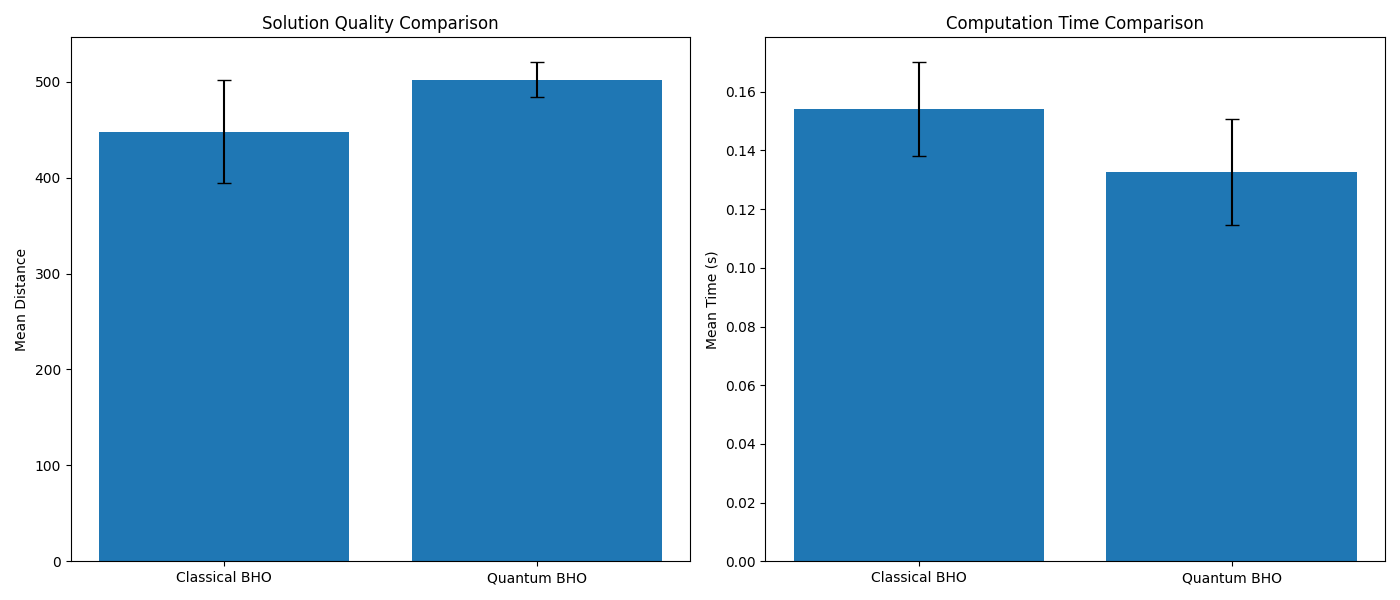 Solution Quality Comparison
Mean Distance
500
400
300
200
100
0
Classical BHO
Quantum BHO
Computation Time Comparison
Mean Time (s)
0.16
0.14
0.12
0.10
0.08
0.06
0.04
0.02
0.00
Classical BHO
Quantum BHO